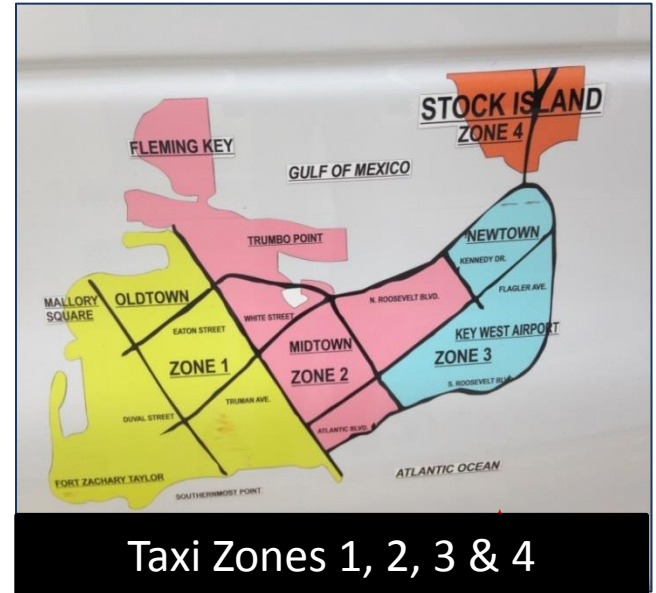 STOCK ISLAND
ZONE 4
FLEMING KEY
GULF OF MEXICO
TRUMBO POINT
NEWTOWN
KENNEDY DR.
MALLORY
SQUARE
OLDTOWN
N. ROOSEVELT BLVD.
FLAGLER AVE.
WHITE STREET
EATON STREET
KEY WEST AIRPORT
MIDTOWN
ZONE 1
ZONE 2
ZONE 3
S. ROOSEVELT BLVD.
TRUMAN AVE.
DUVAL STREET
ATLANTIC BLVD.
ATLANTIC OCEAN
FORT ZACHARY TAYLOR
SOUTHERNMOST POINT
Taxi Zones 1, 2, 3 & 4